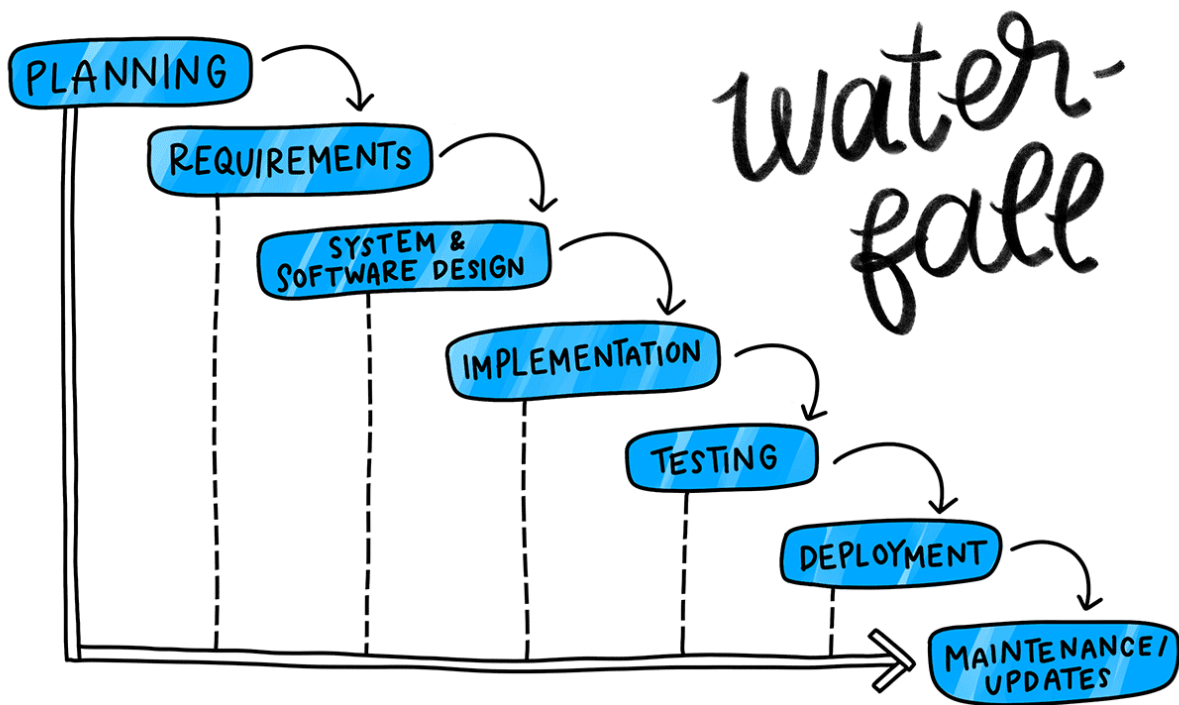 PLANNING
water-
fall
REQUIREMENTS
SYSTEM &
SOFTWARE DESIGN
IMPLEMENTATION
TESTING
DEPLOYMENT
MAINTENANCE/
UPDATES